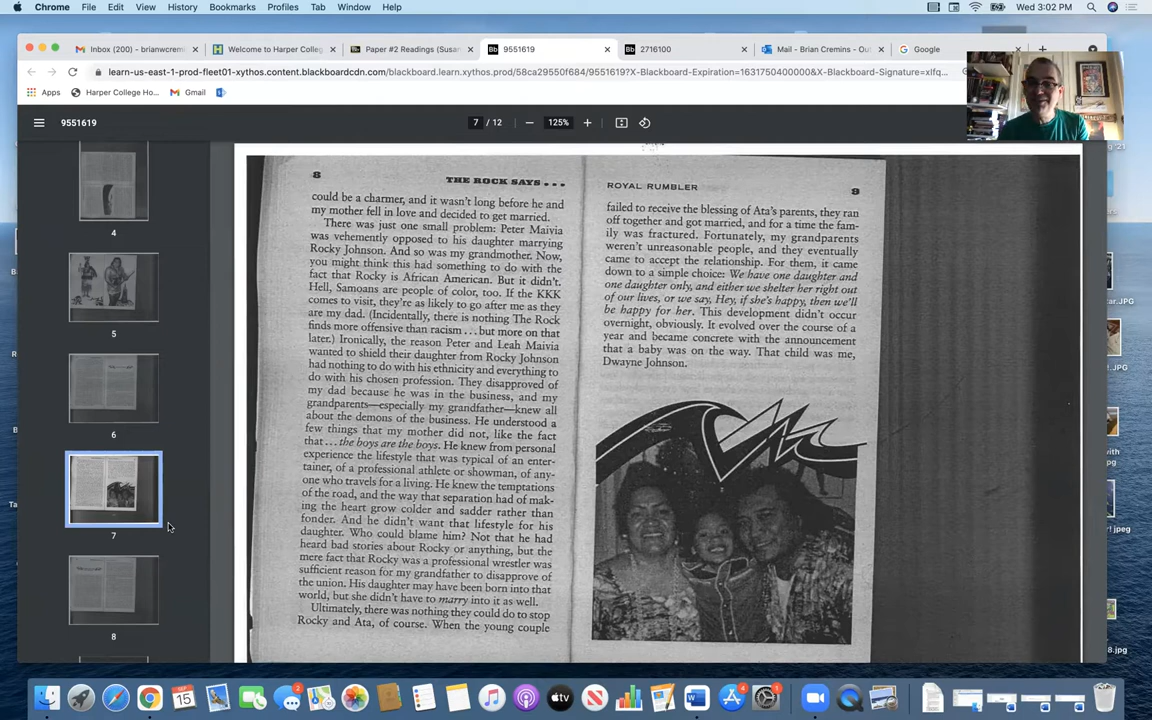 Chrome File Edit View History Bookmarks Profiles Tab Window Help Wed 3:02 PM
Inbox (200) - brianwcrem
Welcome to Harper Colleg
Paper #2 Readings (Susan
9551619
2716100
Mail - Brian Cremins - Ou
Google
learn-us-east-1-prod-fleet01-xythos.content.blackboardcdn.com/blackboard.learn.xythos.prod/58ca29550f684/9551619?X-Blackboard-Expiration=1631750400000&X-Blackboard-Signature=xlfq...
Apps Harper College Ho... Gmail
9551619
7 / 12 125%
4
5
6
7
8
8 THE ROCK SAYS...
could be a charmer, and it wasn't long before he and
my mother fell in love and decided to get married.
There was just one small problem: Peter Maivia
was vehemently opposed to his daughter marrying
Rocky Johnson. And so was my grandmother. Now,
you might think this had something to do with the
fact that Rocky is African American. But it didn't.
Hell, Samoans are people of color, too. If the KKK
comes to visit, they're as likely to go after me as they
are my dad. (Incidentally, there is nothing The Rock
finds more offensive than racism . . . but more on that
later.) Ironically, the reason Peter and Leah Maivia
wanted to shield their daughter from Rocky Johnson
had nothing to do with his ethnicity and everything to
do with his chosen profession. They disapproved of
my dad because he was in the business, and my
grandparents—especially my grandfather—knew all
about the demons of the business. He understood a
few things that my mother did not, like the fact
that . . . the boys are the boys. He knew from personal
experience the lifestyle that was typical of an enter-
tainer, of a professional athlete or showman, of any-
one who travels for a living. He knew the temptations
of the road, and the way that separation had of mak-
ing the heart grow colder and sadder rather than
fonder. And he didn't want that lifestyle for his
daughter. Who could blame him? Not that he had
heard bad stories about Rocky or anything, but the
mere fact that Rocky was a professional wrestler was
sufficient reason for my grandfather to disapprove of
the union. His daughter may have been born into that
world, but she didn't have to marry into it as well.
Ultimately, there was nothing they could do to stop
Rocky and Ata, of course. When the young couple
ROYAL RUMBLER 9
failed to receive the blessing of Ata's parents, they ran
off together and got married, and for a time the fam-
ily was fractured. Fortunately, my grandparents
weren't unreasonable people, and they eventually
came to accept the relationship. For them, it came
down to a simple choice: We have one daughter and
one daughter only, and either we shelter her right out
of our lives, or we say, Hey, if she's happy, then we'll
be happy for her. This development didn't occur
overnight, obviously. It evolved over the course of a
year and became concrete with the announcement
that a baby was on the way. That child was me,
Dwayne Johnson.